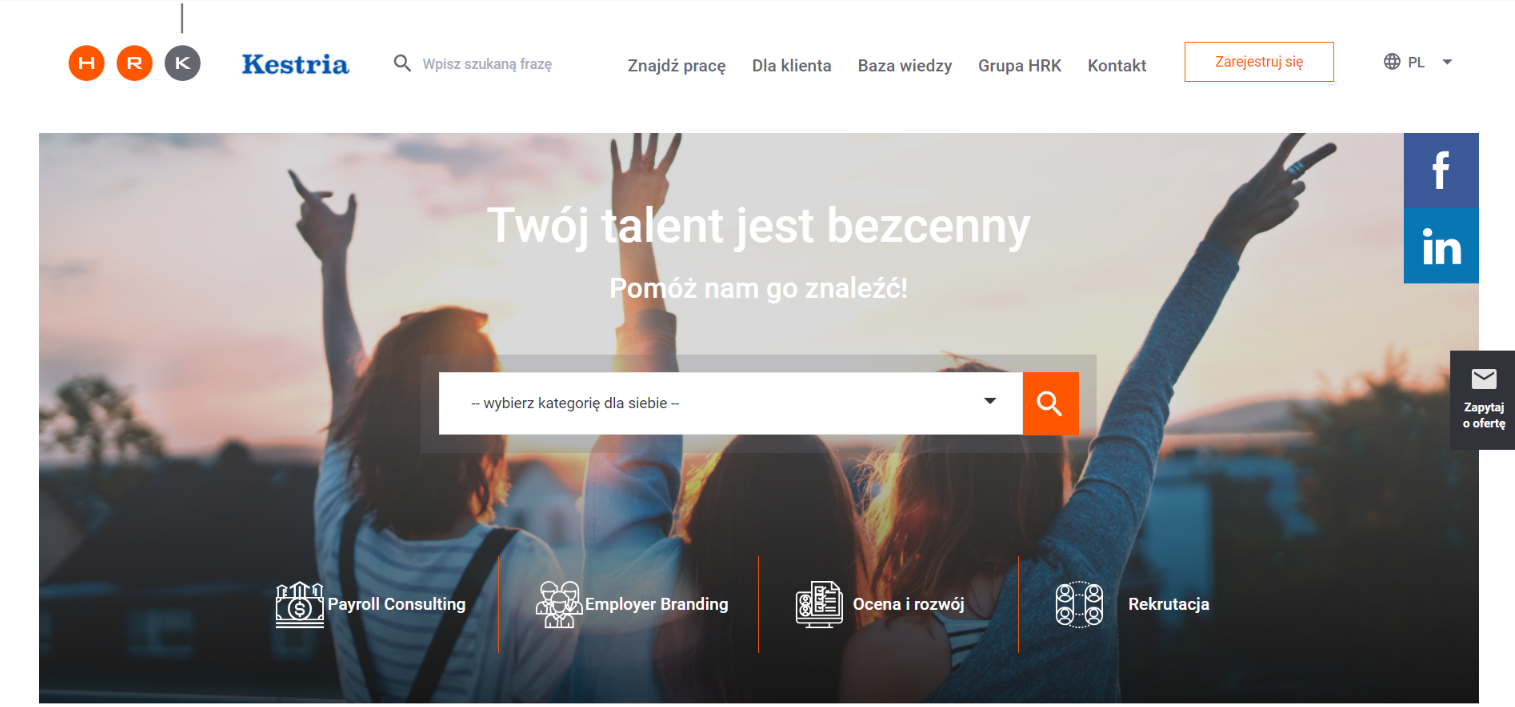 H R K
Kestria
Wpisz szukaną frazę
Znajdź pracę
Dla klienta
Baza wiedzy
Grupa HRK
Kontakt
Zarejestruj się
PL
f
in
Twój talent jest bezcenny
Pomóż nam go znaleźć!
-- wybierz kategorię dla siebie --
Zapytaj
o ofertę
Payroll Consulting
Employer Branding
Ocena i rozwój
Rekrutacja